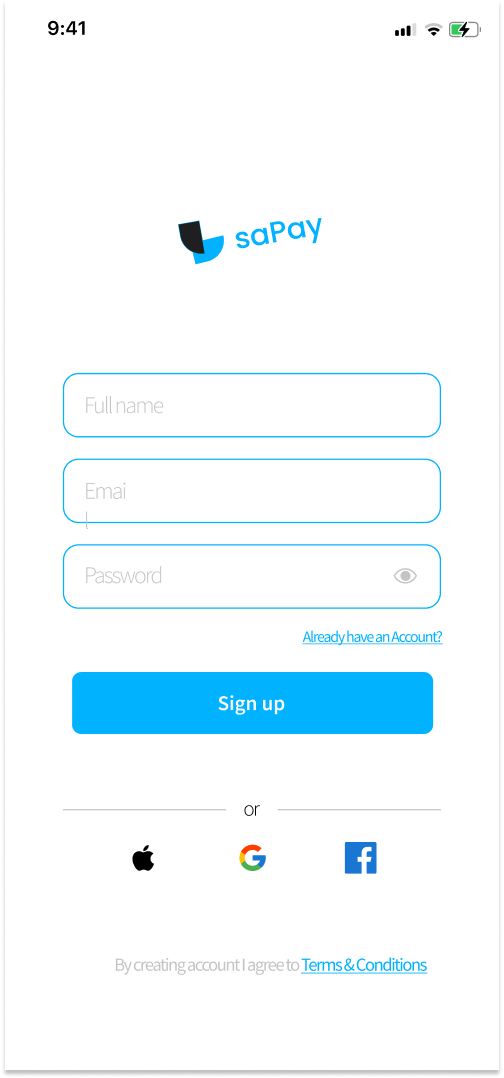 9:41
saPay
Full name
Emai
l
Password
Already have an Account?
Sign up
or
By creating account I agree to Terms & Conditions